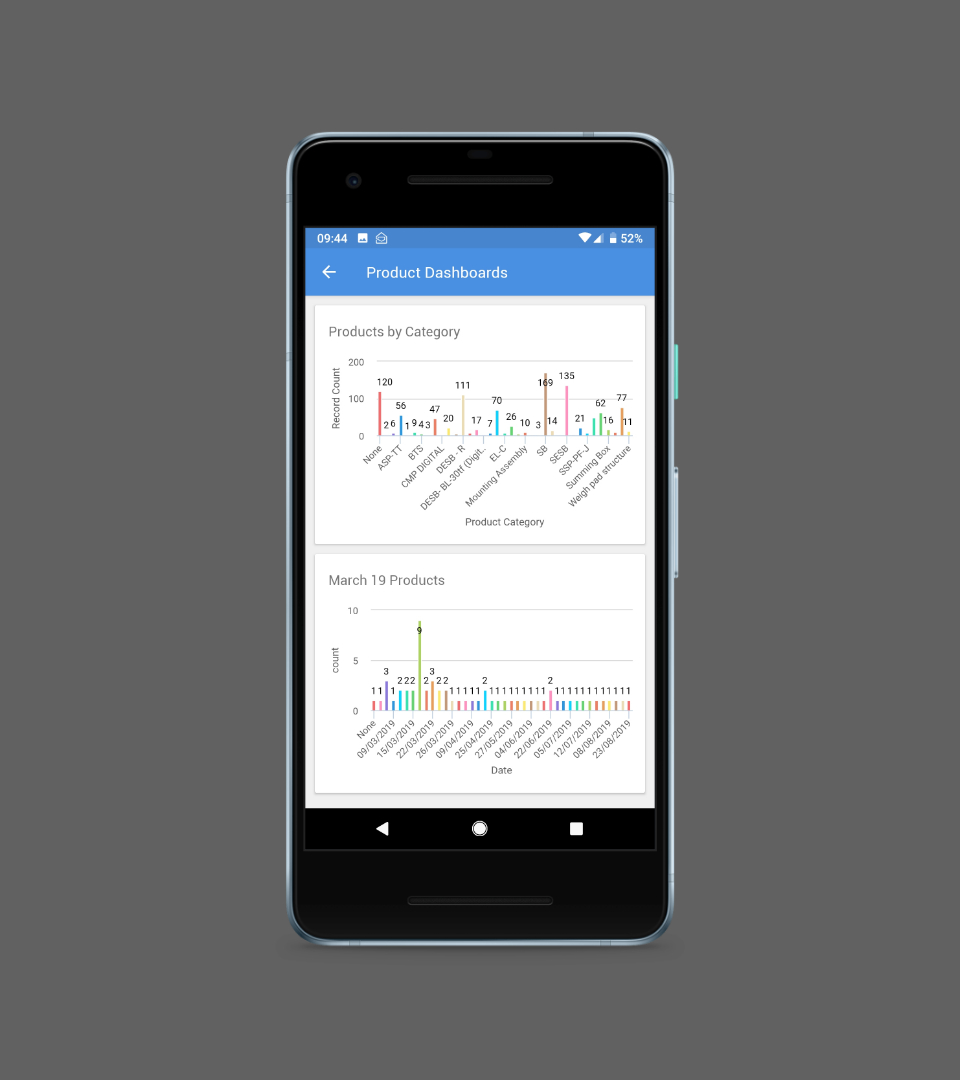 09:44 52%
Product Dashboards
Products by Category
Record Count
200
100
0
120 2 6 56 1 9 4 3 47 20 111 17 7 70 26 10 3 169 14 135 21 62 16 77 11
None ASP-TT BTS CMP DIGITAL DESB - R DESB- BL-30tf (Digit.. EL-C Mounting Assembly SB SESB SSP-PF-J Summing Box Weigh pad structure
Product Category
March 19 Products
count
10
5
0
1 1 3 1 2 2 2 9 2 3 2 2 1 1 1 1 1 2 1 1 1 1 1 1 1 1 1 2 1 1 1 1 1 1 1 1 1 1 1 1
None 09/03/2019 15/03/2019 22/03/2019 26/03/2019 09/04/2019 25/04/2019 27/05/2019 04/06/2019 22/06/2019 05/07/2019 12/07/2019 08/08/2019 23/08/2019
Date